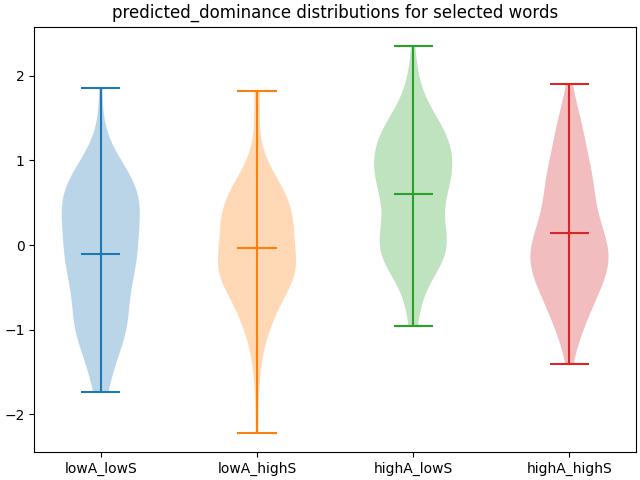 predicted_dominance distributions for selected words
2
1
0
−1
−2
lowA_lowS
lowA_highS
highA_lowS
highA_highS